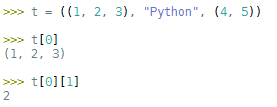 >>> t = ((1, 2, 3), "Python", (4, 5))
>>> t[0]
(1, 2, 3)
>>> t[0][1]
2